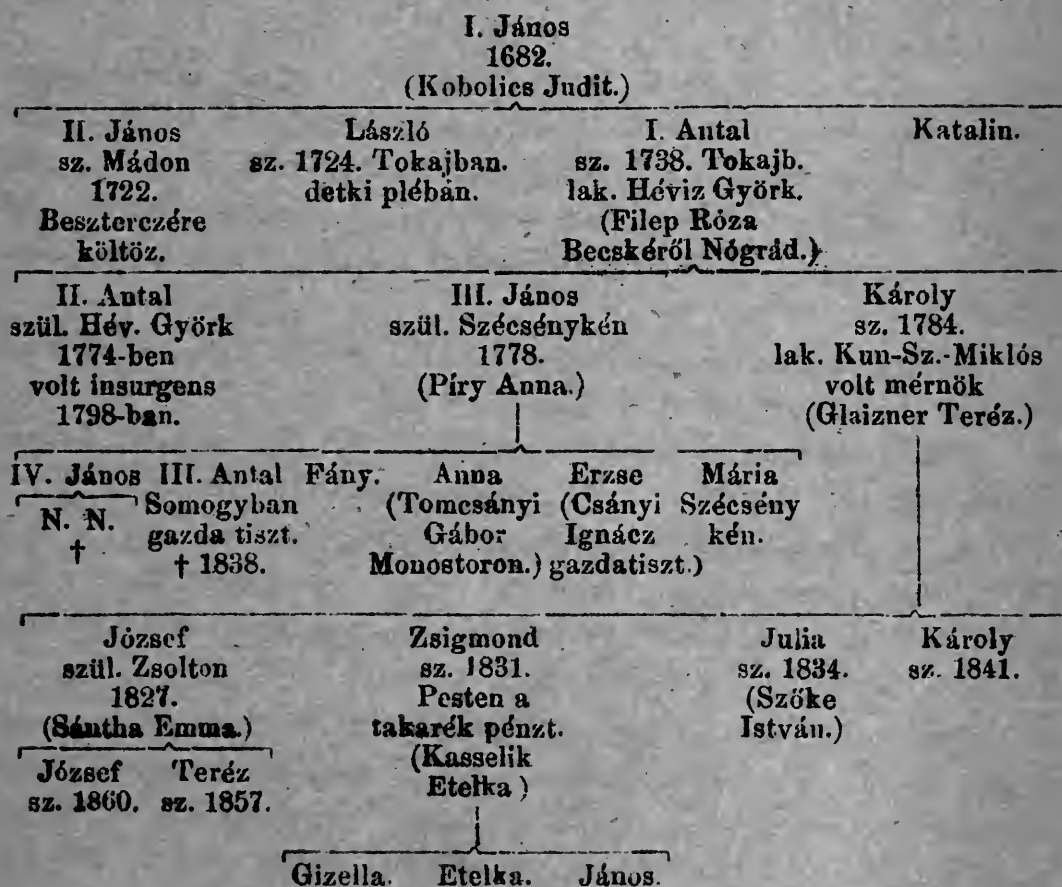 I. János
1682.
(Kobolics Judit.)
II. János László I. Antal Katalin.
sz. Mádon sz. 1724. Tokajban. sz. 1738. Tokajb.
1722. detki plébán. lak. Héviz Györk.
Beszterczére (Filep Róza
költöz. Becskéről Nógrád.)
II. Antal III. János Károly
szül. Hév. Györk szül. Szécsénykén sz. 1784.
1774-ben 1778. lak. Kun-Sz.-Miklós
volt insurgens (Píry Anna.) volt mérnök
1798-ban. (Glaizner Teréz.)
IV. János III. Antal Fány. Anna Erzse Mária
N. N. Somogyban (Tomcsányi (Csányi Szécsény
† gazda tiszt. Gábor Ignácz kén.
† 1838. Monostoron.) gazdatiszt.)
József Zsigmond Julia Károly
szül. Zsolton sz. 1831. sz. 1834. sz. 1841.
1827. Pesten a (Szöke
(Sántha Emma.) takarék pénzt. István.)
József Teréz (Kasselik
sz. 1860. sz. 1857. Etelka)
Gizella. Etelka. János.